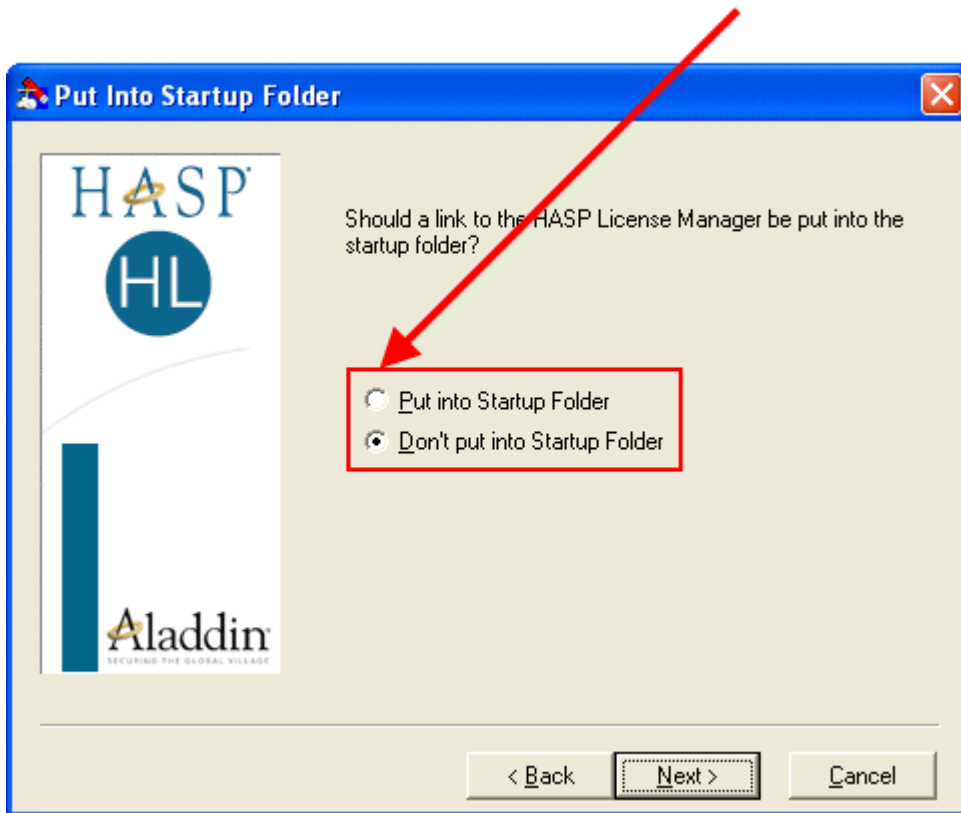 Put Into Startup Folder
HASP
HL
Should a link to the HASP License Manager be put into the
startup folder?
Put into Startup Folder
Don't put into Startup Folder
Aladdin
SECURING THE GLOBAL VILLAGE
< Back
Next >
Cancel